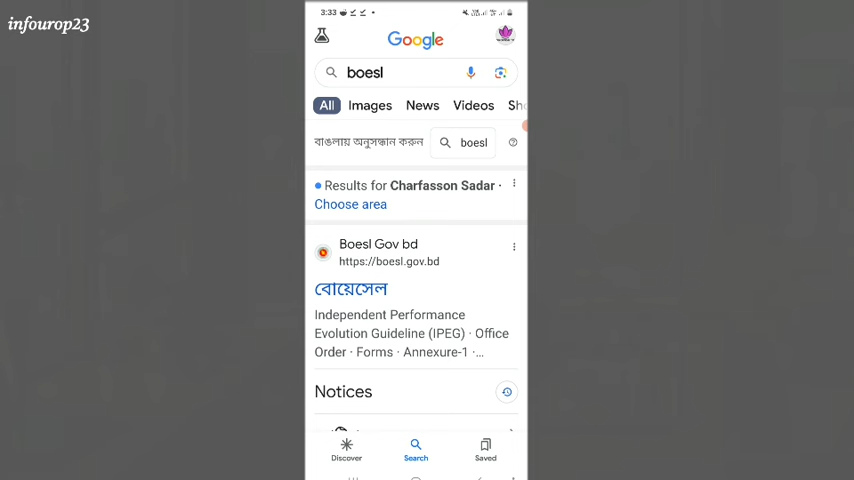 infourop23
3:33
Google
boesl
All Images News Videos
বাঙলায় অনুসন্ধান করুন boesl
Results for Charfasson Sadar ·
Choose area
Boesl Gov bd
https://boesl.gov.bd
বোয়েসেল
Independent Performance
Evolution Guideline (IPEG) · Office
Order · Forms · Annexure-1 ·...
Notices
Discover Search Saved